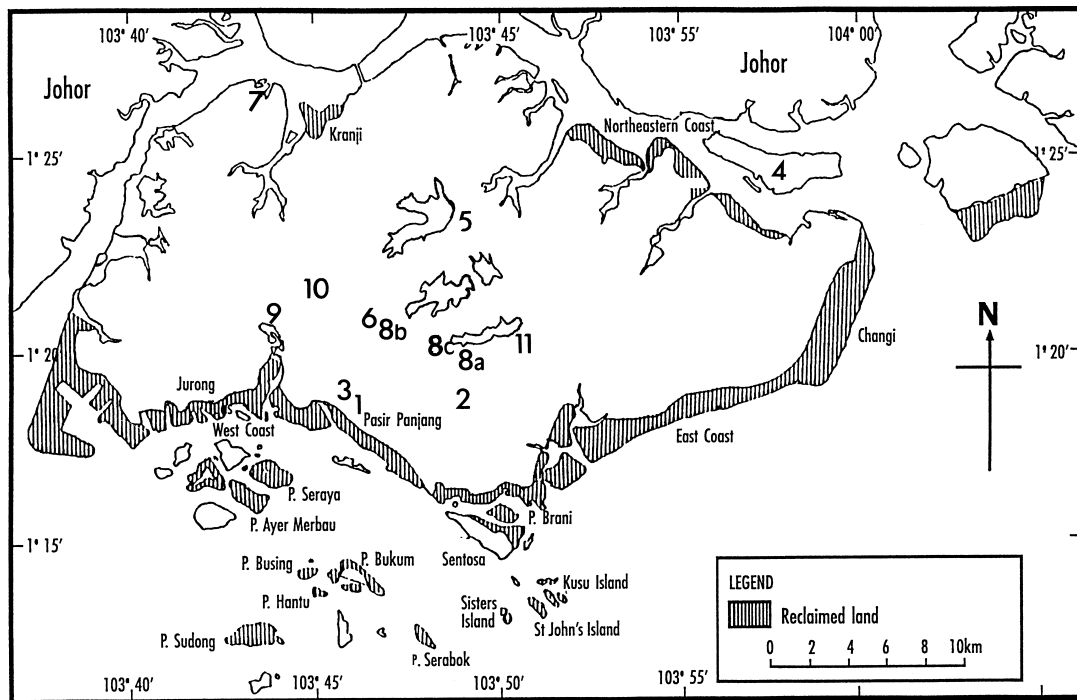 103° 40'
103° 45'
103° 55'
104° 00'
Johor
Johor
7
Kranji
Northeastern Coast
1° 25'
1° 25'
4
5
10
9
6
8b
8c
8a
11
N
Changi
1° 20'
1° 20'
Jurong
3
1
2
Pasir Panjang
West Coast
East Coast
P. Seraya
P. Ayer Merbau
P. Brani
1° 15'
Sentosa
P. Busing
P. Bukum
P. Hantu
Kusu Island
Sisters
Island
St John's Island
P. Sudong
P. Serabok
LEGEND
Reclaimed land
0 2 4 6 8 10km
103° 40'
103° 45'
103° 50'
103° 55'